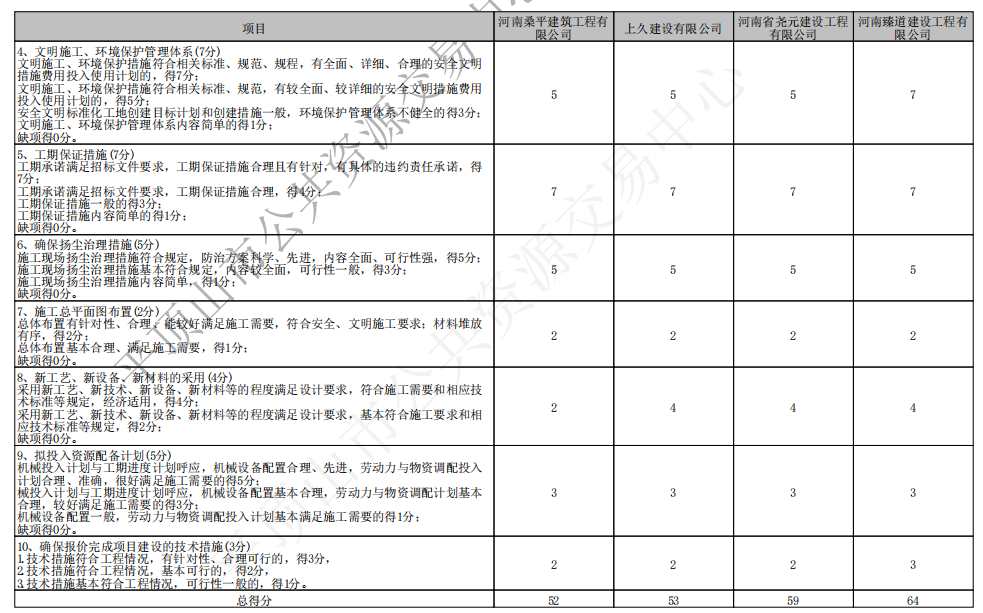 项目
河南桑平建筑工程有
限公司
上久建设有限公司
河南省尧元建设工程
有限公司
河南臻道建设工程有
限公司
4、文明施工、环境保护管理体系(7分)
文明施工、环境保护措施符合相关标准、规范、规程，有全面、详细、合理的安全文明
措施费用投入使用计划的，得7分；
文明施工、环境保护措施符合相关标准、规范，有较全面、较详细的安全文明措施费用
投入使用计划的，得5分；
安全文明标准化工地创建目标计划和创建措施一般，环境保护管理体系不健全的得3分；
文明施工、环境保护管理体系内容简单的得1分；
缺项得0分。
5 5 5 7
5、工期保证措施(7分)
工期承诺满足招标文件要求，工期保证措施合理且有针对，有具体的违约责任承诺，得
7分；
工期承诺满足招标文件要求，工期保证措施合理，得4分；
工期保证措施一般的得3分；
工期保证措施内容简单的得1分；
缺项得0分。
7 7 7 7
6、确保扬尘治理措施(5分)
施工现场扬尘治理措施符合规定，防治方案科学、先进，内容全面、可行性强，得5分；
施工现场扬尘治理措施基本符合规定，内容较全面，可行性一般，得3分；
施工现场扬尘治理措施内容简单，得1分；
缺项得0分。
5 5 5 5
7、施工总平面图布置(2分)
总体布置有针对性、合理、能较好满足施工需要，符合安全、文明施工要求；材料堆放
有序，得2分；
总体布置基本合理、满足施工需要，得1分；
缺项得0分。
2 2 2 2
8、新工艺、新设备、新材料的采用(4分)
采用新工艺、新技术、新设备、新材料等的程度满足设计要求，符合施工需要和相应技
术标准等规定，经济适用，得4分；
采用新工艺、新技术、新设备、新材料等的程度满足设计要求，基本符合施工要求和相
应技术标准等规定，得2分；
缺项得0分。
2 4 4 4
9、拟投入资源配备计划(5分)
机械投入计划与工期进度计划呼应，机械设备配置合理、先进，劳动力与物资调配投入
计划合理、准确，很好满足施工需要的得5分；
械投入计划与工期进度计划呼应，机械设备配置基本合理，劳动力与物资调配计划基本
合理，较好满足施工需要的得3分；
机械设备配置一般，劳动力与物资调配投入计划基本满足施工需要的得1分；
缺项得0分。
3 3 3 3
10、确保报价完成项目建设的技术措施(3分)
1.技术措施符合工程情况，有针对性、合理可行的，得3分，
2.技术措施符合工程情况，基本可行的，得2分，
3.技术措施基本符合工程情况，可行性一般的，得1分。
2 2 2 3
总得分 52 53 59 64
平顶山市公共资源交易中心
平顶山市公共资源交易中心